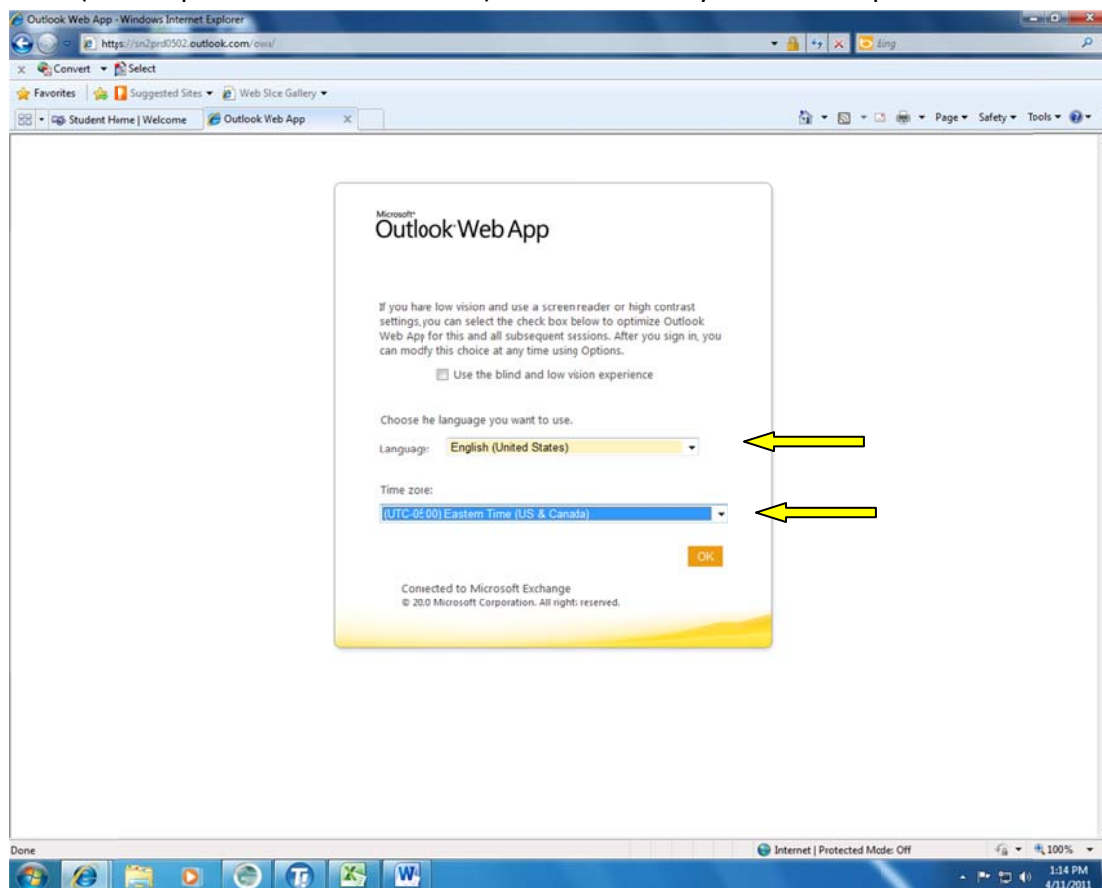 Outlook Web App - Windows Internet Explorer
https://sn2prd0502.outlook.com/owa/
Bing
x Convert Select
Favorites Suggested Sites Web Slice Gallery
Student Home | Welcome Outlook Web App X Page Safety Tools
Microsoft
Outlook Web App
If you have low vision and use a screen reader or high contrast
settings, you can select the check box below to optimize Outlook
Web App for this and all subsequent sessions. After you sign in, you
can modfy this choice at any time using Options.
Use the blind and low vision experience
Choose he language you want to use.
Language: English (United States)
Time zone:
(UTC-05:00) Eastern Time (US & Canada)
OK
Connected to Microsoft Exchange
© 2010 Microsoft Corporation. All rights reserved.
Done Internet | Protected Mode: Off 100%
1:14 PM
4/11/2011